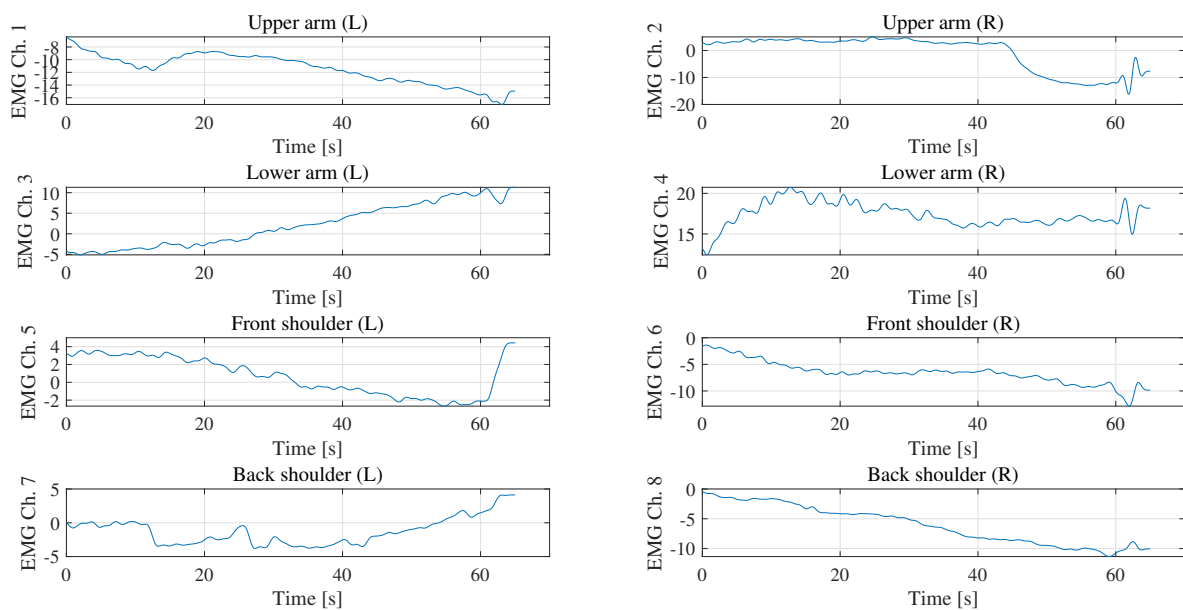 Upper arm (L)
EMG Ch. 1
-8
-10
-12
-14
-16
0 20 40 60
Time [s]
Upper arm (R)
EMG Ch. 2
0
-10
-20
0 20 40 60
Time [s]
Lower arm (L)
EMG Ch. 3
10
5
0
-5
0 20 40 60
Time [s]
Lower arm (R)
EMG Ch. 4
20
15
0 20 40 60
Time [s]
Front shoulder (L)
EMG Ch. 5
4
2
0
-2
0 20 40 60
Time [s]
Front shoulder (R)
EMG Ch. 6
0
-5
-10
0 20 40 60
Time [s]
Back shoulder (L)
EMG Ch. 7
5
0
-5
0 20 40 60
Time [s]
Back shoulder (R)
EMG Ch. 8
0
-5
-10
0 20 40 60
Time [s]